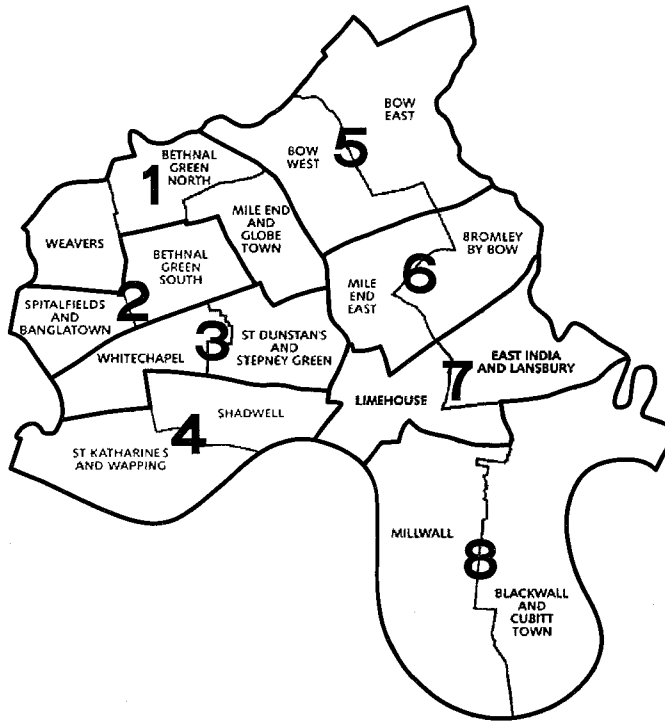 BOW
EAST
BOW
WEST
5
BETHNAL
GREEN
NORTH
1
MILE END
AND
GLOBE
TOWN
WEAVERS
BETHNAL
GREEN
SOUTH
BROMLEY
BY BOW
6
MILE
END
EAST
SPITALFIELDS
AND
BANGLATOWN
2
3
ST DUNSTAN'S
AND
STEPNEY GREEN
WHITECHAPEL
EAST INDIA
AND LANSBURY
7
LIMEHOUSE
SHADWELL
4
ST KATHARINE'S
AND WAPPING
MILLWALL
8
BLACKWALL
AND
CUBITT
TOWN